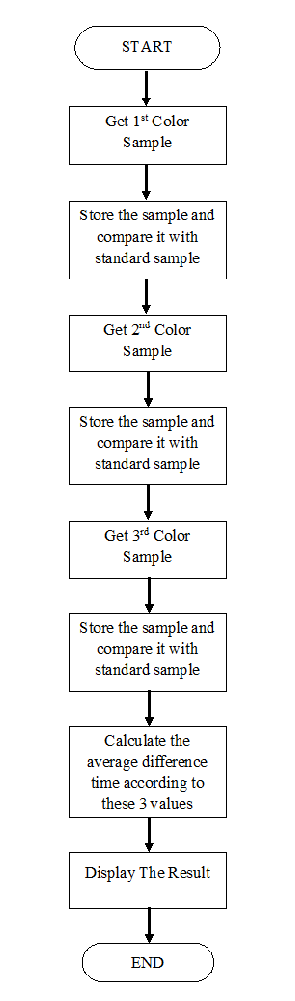 START
Get 1st Color
Sample
Store the sample and
compare it with
standard sample
Get 2nd Color
Sample
Store the sample and
compare it with
standard sample
Get 3rd Color
Sample
Store the sample and
compare it with
standard sample
Calculate the
average difference
time according to
these 3 values
Display The Result
END